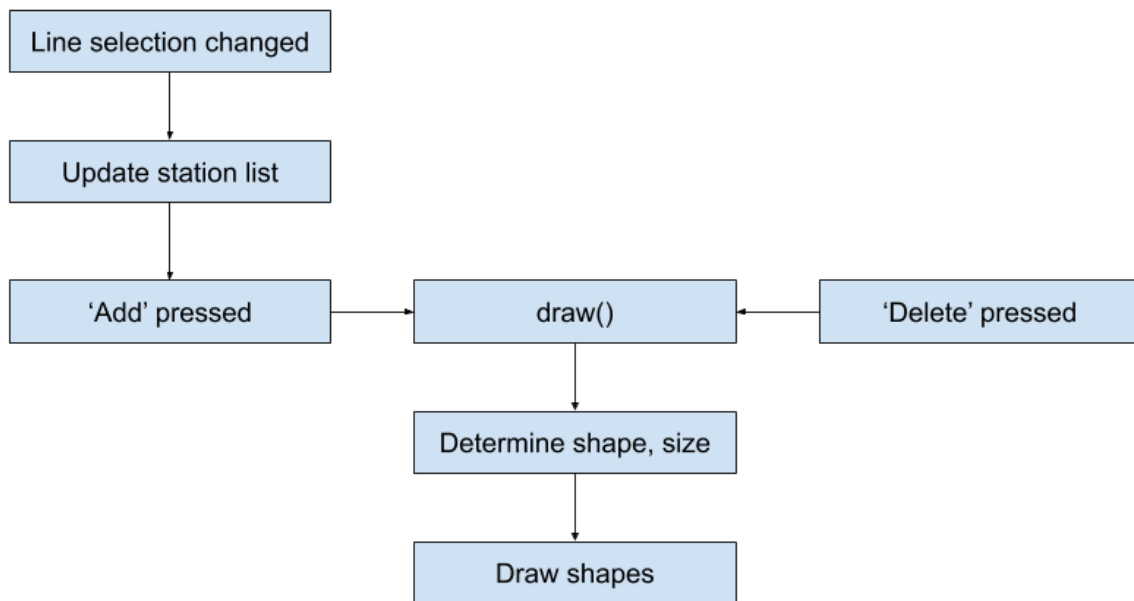 Line selection changed
Update station list
‘Add’ pressed
draw()
‘Delete’ pressed
Determine shape, size
Draw shapes